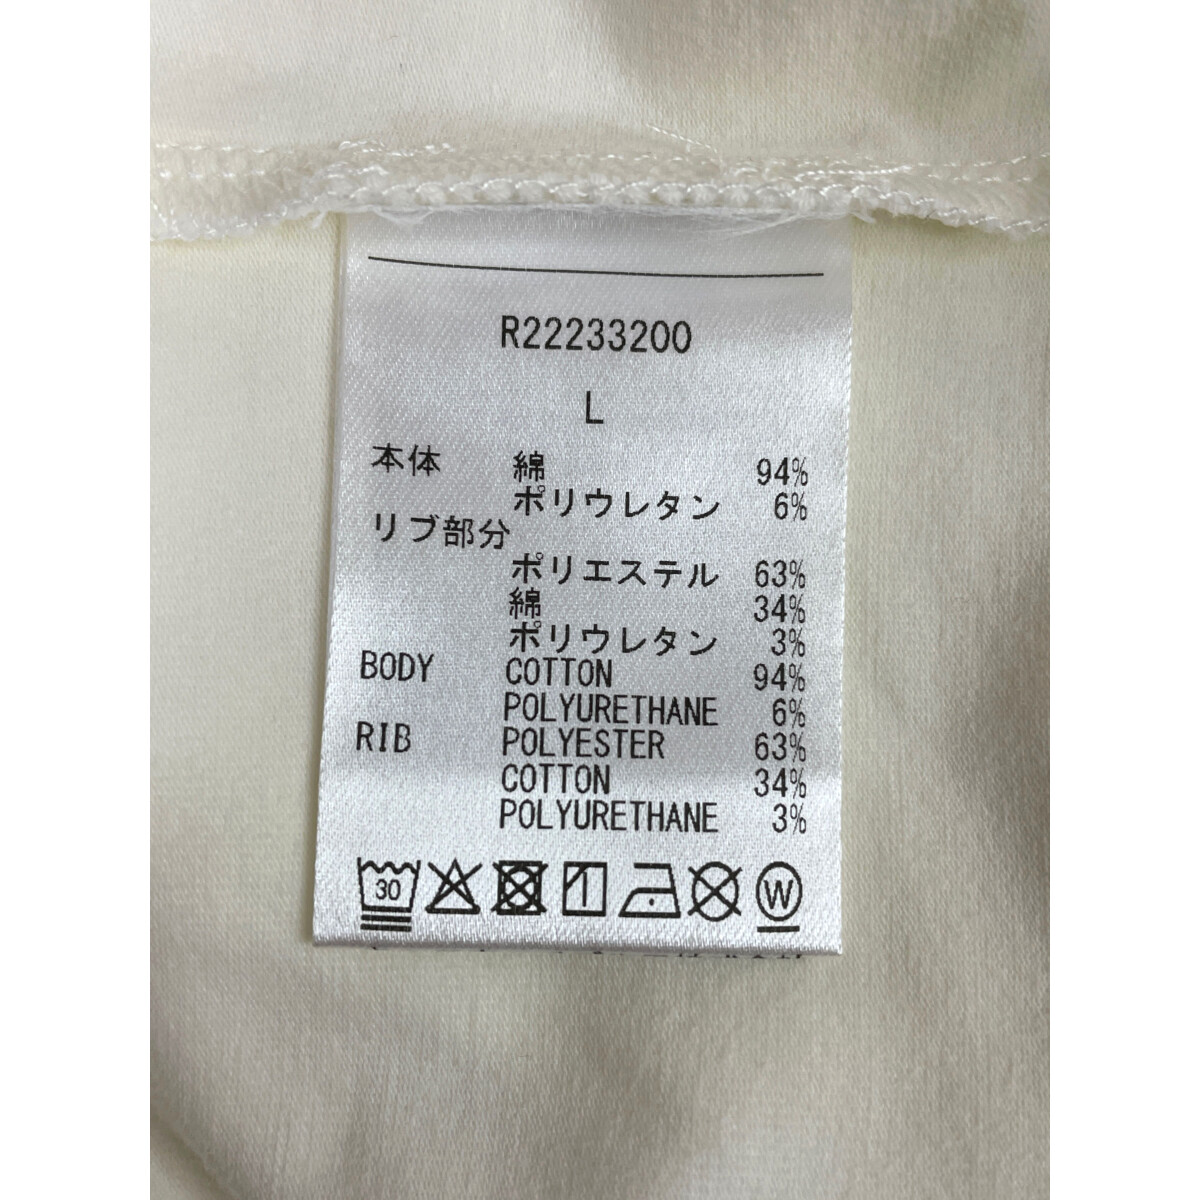 R22233200
L
本体 綿 94%
ポリウレタン 6%
リブ部分
ポリエステル 63%
綿 34%
ポリウレタン 3%
BODY COTTON 94%
POLYURETHANE 6%
RIB POLYESTER 63%
COTTON 34%
POLYURETHANE 3%
30 W